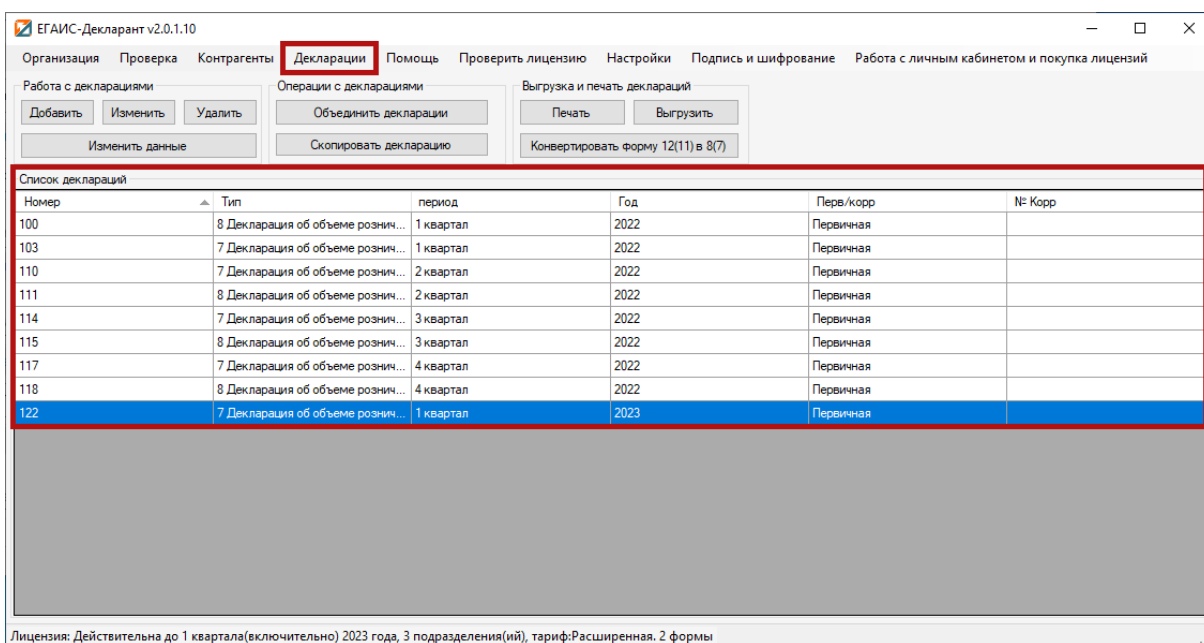 ЕГАИС-Декларант v2.0.1.10
Организация Проверка Контрагенты Декларации Помощь Проверить лицензию Настройки Подпись и шифрование Работа с личным кабинетом и покупка лицензий
Работа с декларациями Операции с декларациями Выгрузка и печать деклараций
Добавить Изменить Удалить Объединить декларации Печать Выгрузить
Изменить данные Скопировать декларацию Конвертировать форму 12(11) в 8(7)
Список деклараций
Номер Тип период Год Перв/корр № Корр
100 8 Декларация об объеме рознич... 1 квартал 2022 Первичная
103 7 Декларация об объеме рознич... 1 квартал 2022 Первичная
110 7 Декларация об объеме рознич... 2 квартал 2022 Первичная
111 8 Декларация об объеме рознич... 2 квартал 2022 Первичная
114 7 Декларация об объеме рознич... 3 квартал 2022 Первичная
115 8 Декларация об объеме рознич... 3 квартал 2022 Первичная
117 7 Декларация об объеме рознич... 4 квартал 2022 Первичная
118 8 Декларация об объеме рознич... 4 квартал 2022 Первичная
122 7 Декларация об объеме рознич... 1 квартал 2023 Первичная
Лицензия: Действительна до 1 квартала(включительно) 2023 года, 3 подразделения(ий), тариф:Расширенная. 2 формы